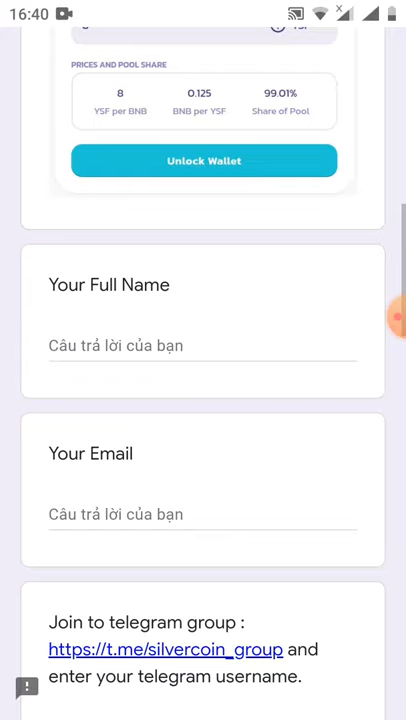 16:40
PRICES AND POOL SHARE
8 0.125 99.01%
YSF per BNB BNB per YSF Share of Pool
Unlock Wallet
Your Full Name
Câu trả lời của bạn
Your Email
Câu trả lời của bạn
Join to telegram group :
https://t.me/silvercoin_group and
enter your telegram username.